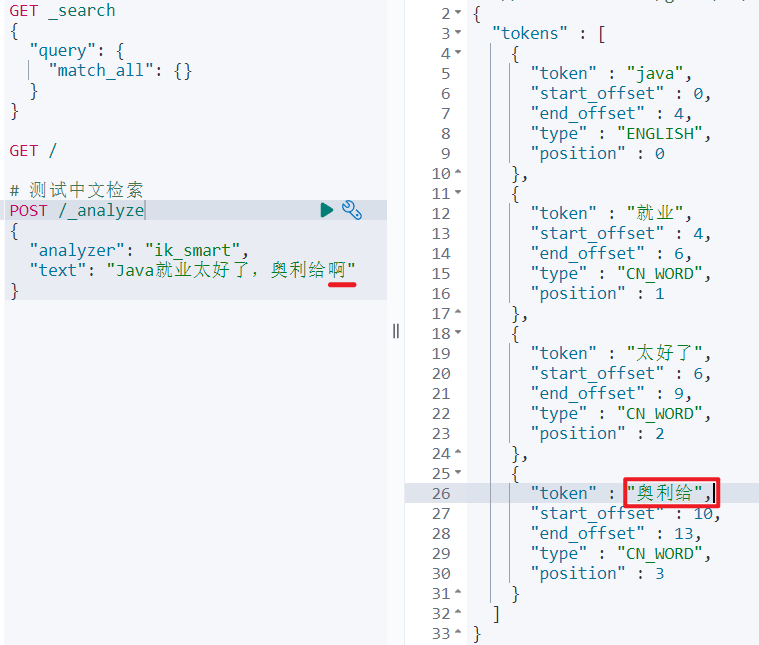 GET _search
{
  "query": {
    "match_all": {}
  }
}
GET /
# 测试中文检索
POST /_analyze
{
  "analyzer": "ik_smart",
  "text": "Java就业太好了，奥利给啊"
}
2 {
3   "tokens" : [
4     {
5       "token" : "java",
6       "start_offset" : 0,
7       "end_offset" : 4,
8       "type" : "ENGLISH",
9       "position" : 0
10     },
11     {
12       "token" : "就业",
13       "start_offset" : 4,
14       "end_offset" : 6,
15       "type" : "CN_WORD",
16       "position" : 1
17     },
18     {
19       "token" : "太好了",
20       "start_offset" : 6,
21       "end_offset" : 9,
22       "type" : "CN_WORD",
23       "position" : 2
24     },
25     {
26       "token" : "奥利给",
27       "start_offset" : 10,
28       "end_offset" : 13,
29       "type" : "CN_WORD",
30       "position" : 3
31     }
32   ]
33 }